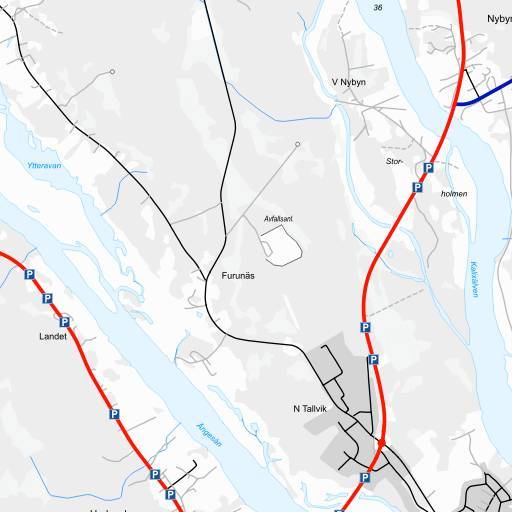 36
Nybyn
V Nybyn
Stor-
holmen
Ytteravan
Avfallsanl.
Furunäs
Kalixälven
Landet
N Tallvik
Ängesån
P
P
P
P
P
P
P
P
P
P